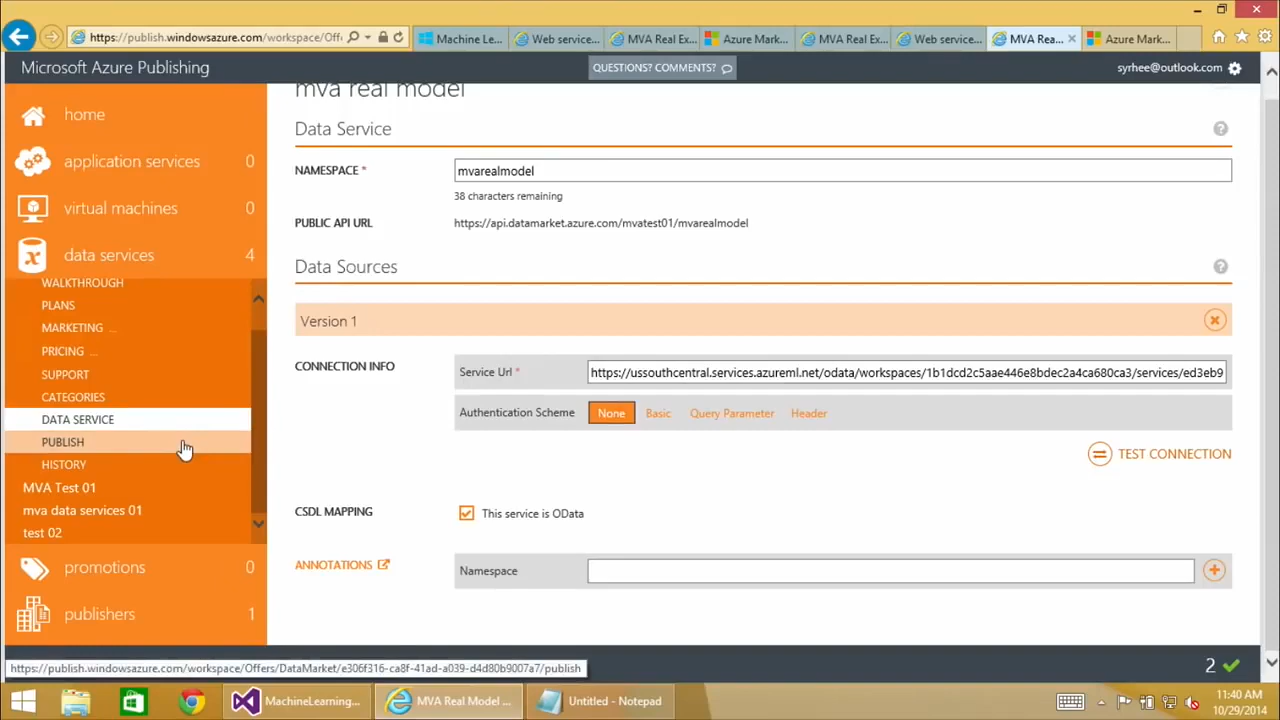 https://publish.windowsazure.com/workspace/Offe
Machine Le...
Web service...
MVA Real Ex...
Azure Mark...
MVA Real Ex...
Web service...
MVA Rea...
Azure Mark...
Microsoft Azure Publishing
QUESTIONS? COMMENTS?
syrhee@outlook.com
home
application services 0
virtual machines 0
data services 4
WALKTHROUGH
PLANS
MARKETING ...
PRICING ...
SUPPORT
CATEGORIES
DATA SERVICE
PUBLISH
HISTORY
MVA Test 01
mva data services 01
test 02
promotions 0
publishers 1
mva real model
Data Service
?
NAMESPACE *
mvarealmodel
38 characters remaining
PUBLIC API URL
https://api.datamarket.azure.com/mvatest01/mvarealmodel
Data Sources
?
Version 1
CONNECTION INFO
Service Url *
https://ussouthcentral.services.azureml.net/odata/workspaces/1b1dcd2c5aae446e8bdec2a4ca680ca3/services/ed3eb9
Authentication Scheme
None
Basic
Query Parameter
Header
TEST CONNECTION
CSDL MAPPING
This service is OData
ANNOTATIONS
Namespace
https://publish.windowsazure.com/workspace/Offers/DataMarket/e306f316-ca8f-41ad-a039-d4d80b9007a7/publish
2
MachineLearning...
MVA Real Model ...
Untitled - Notepad
11:40 AM
10/29/2014